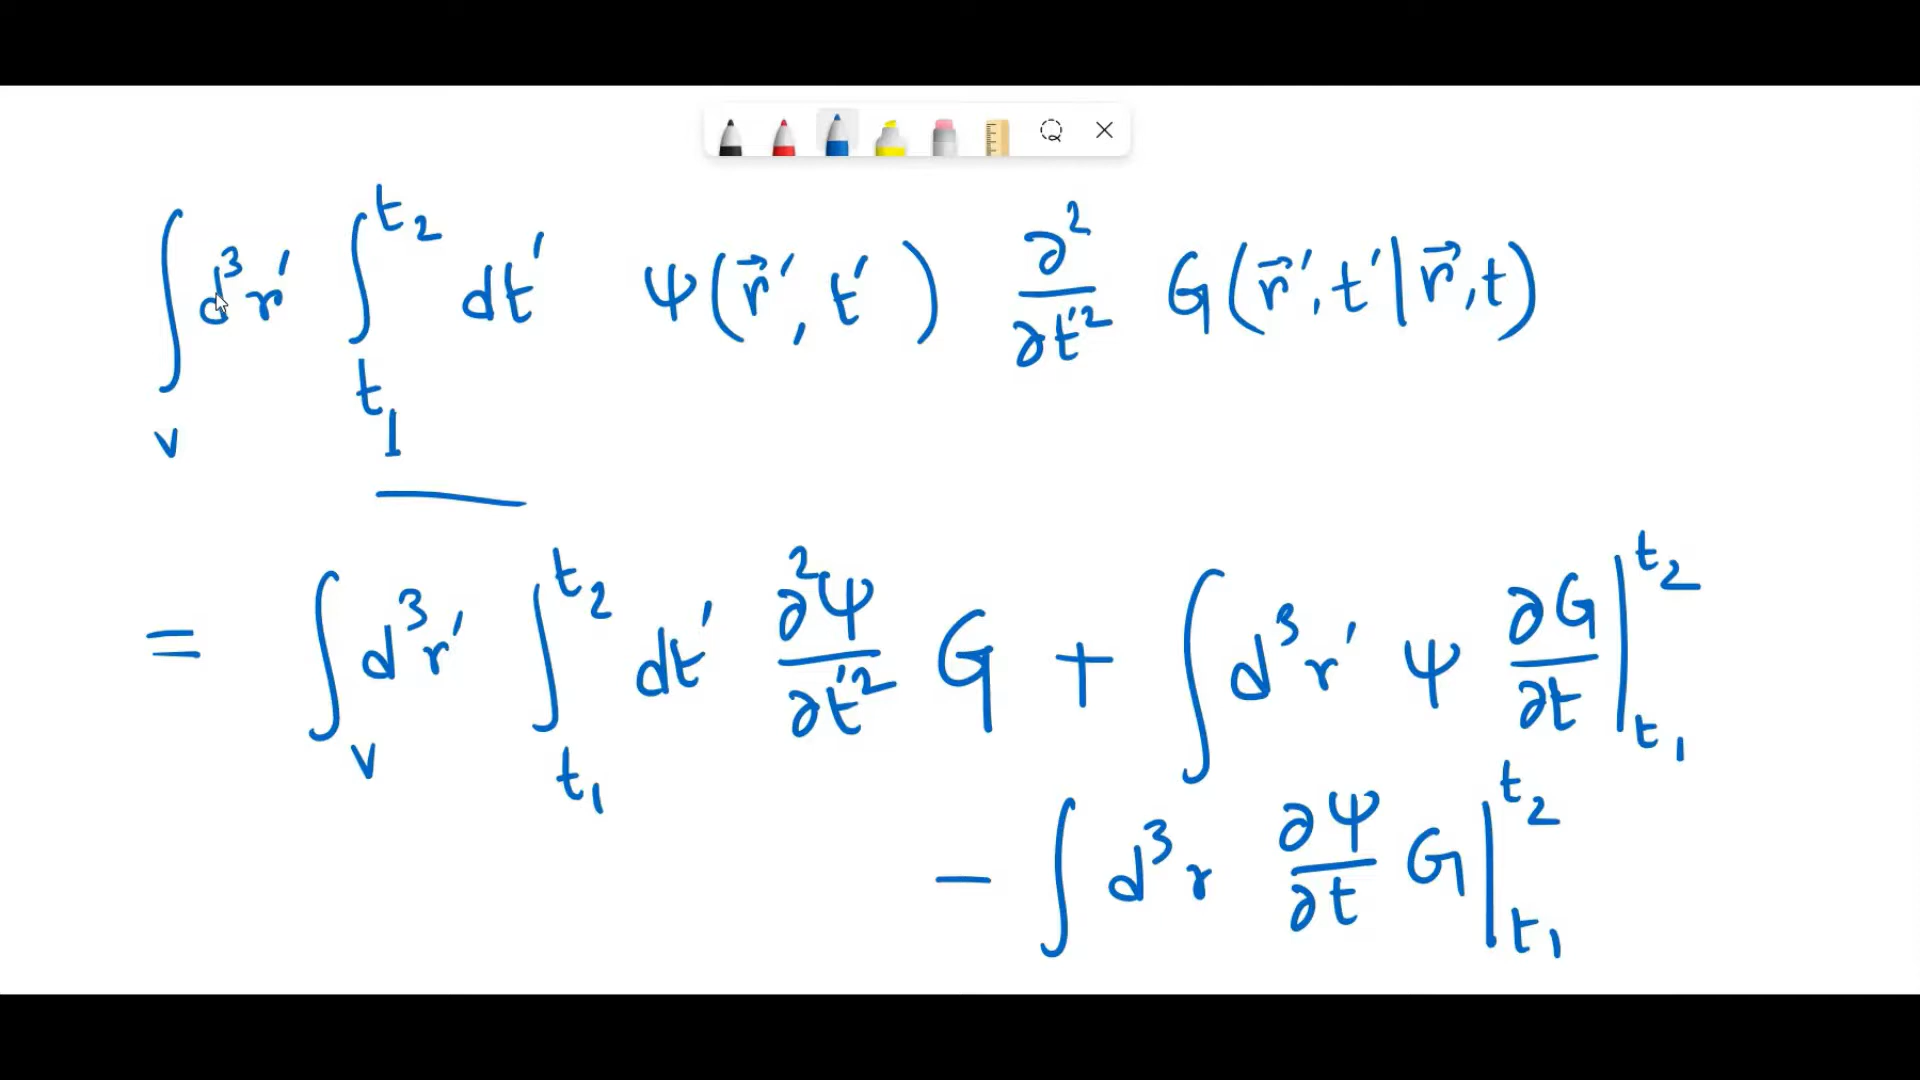 ∫_V d³r′ ∫_{t₁}^{t₂} dt′ ψ(r⃗′, t′) ∂²/∂t′² G(r⃗′, t′|r⃗, t)
= ∫_V d³r′ ∫_{t₁}^{t₂} dt′ ∂²ψ/∂t′² G + ∫ d³r′ ψ ∂G/∂t |_{t₁}^{t₂}
− ∫ d³r ∂ψ/∂t G |_{t₁}^{t₂}